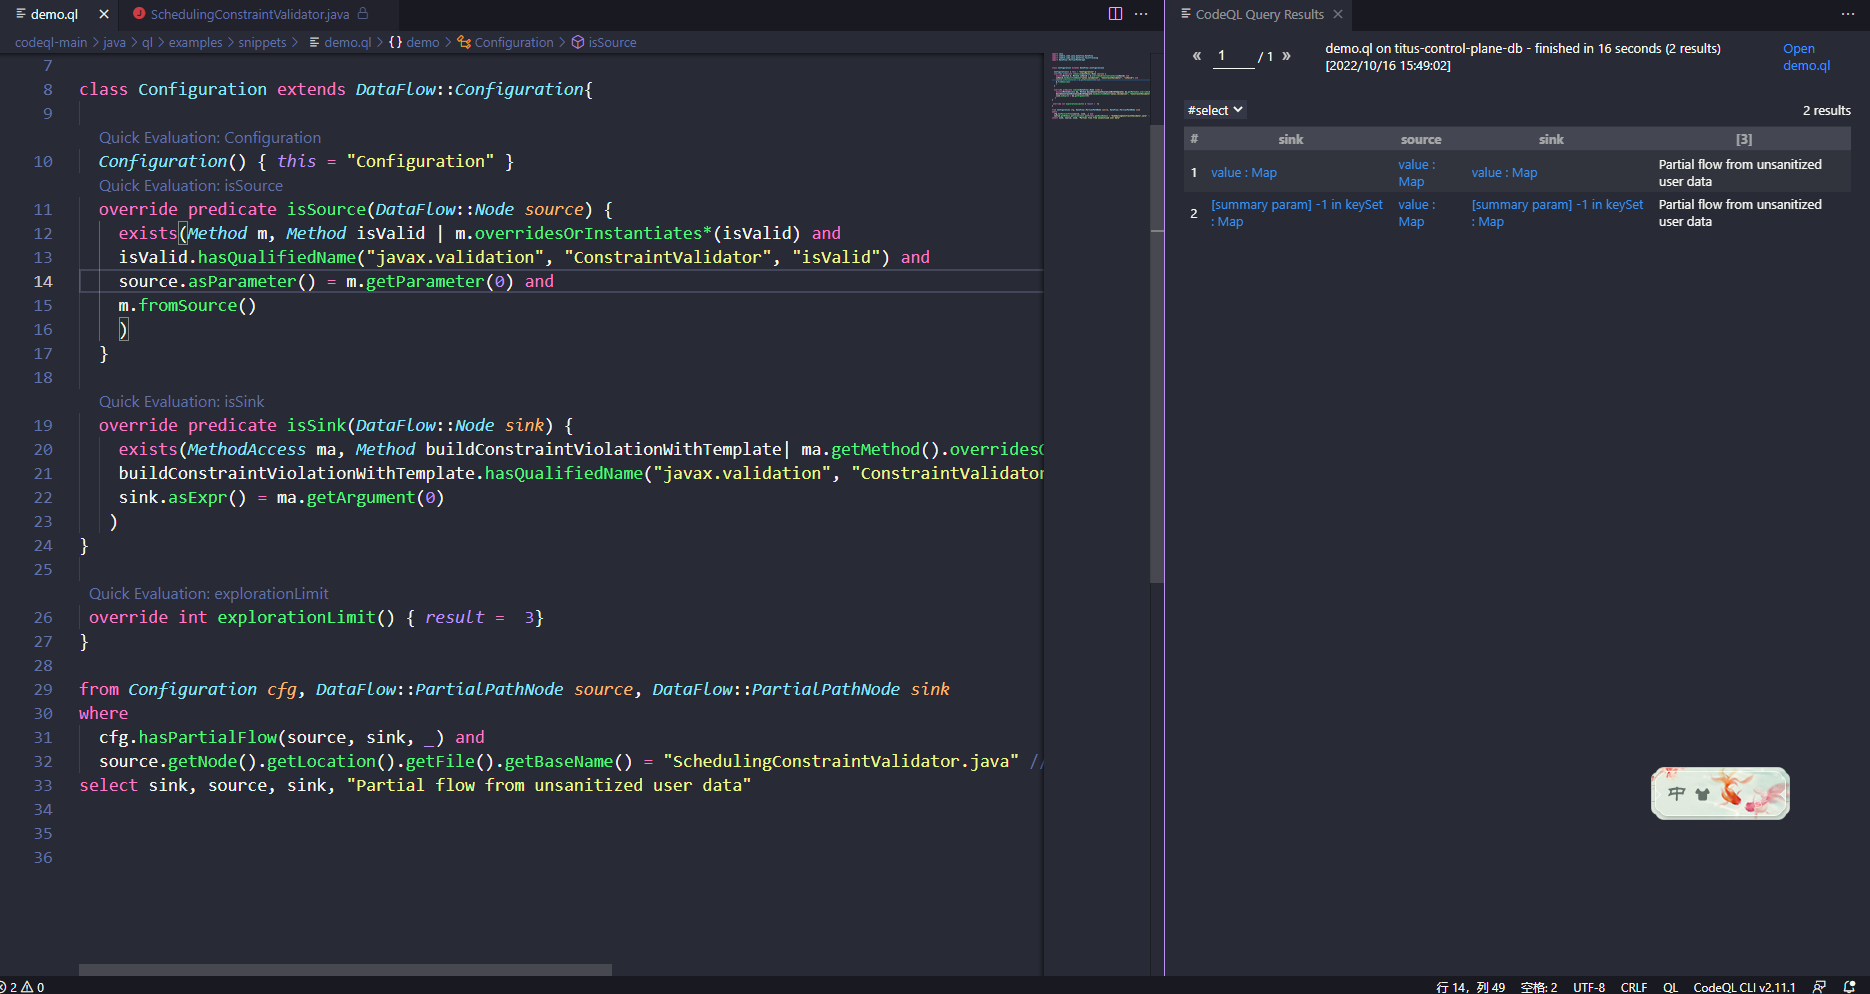 demo.ql
SchedulingConstraintValidator.java
codeql-main > java > ql > examples > snippets > demo.ql > {} demo > Configuration > isSource
7
8 class Configuration extends DataFlow::Configuration{
9
Quick Evaluation: Configuration
10 Configuration() { this = "Configuration" }
Quick Evaluation: isSource
11 override predicate isSource(DataFlow::Node source) {
12 exists(Method m, Method isValid | m.overridesOrInstantiates*(isValid) and
13 isValid.hasQualifiedName("javax.validation", "ConstraintValidator", "isValid") and
14 source.asParameter() = m.getParameter(0) and
15 m.fromSource()
16 )
17 }
18
Quick Evaluation: isSink
19 override predicate isSink(DataFlow::Node sink) {
20 exists(MethodAccess ma, Method buildConstraintViolationWithTemplate| ma.getMethod().overridesO
21 buildConstraintViolationWithTemplate.hasQualifiedName("javax.validation", "ConstraintValidator
22 sink.asExpr() = ma.getArgument(0)
23 )
24 }
25
Quick Evaluation: explorationLimit
26 override int explorationLimit() { result =  3}
27 }
28
29 from Configuration cfg, DataFlow::PartialPathNode source, DataFlow::PartialPathNode sink
30 where
31 cfg.hasPartialFlow(source, sink, _) and
32 source.getNode().getLocation().getFile().getBaseName() = "SchedulingConstraintValidator.java" //
33 select sink, source, sink, "Partial flow from unsanitized user data"
34
35
36
CodeQL Query Results
« 1 / 1 »
demo.ql on titus-control-plane-db - finished in 16 seconds (2 results)
[2022/10/16 15:49:02]
Open
demo.ql
#select
2 results
# sink source sink [3]
1 value : Map value : Map value : Map Partial flow from unsanitized user data
2 [summary param] -1 in keySet : Map value : Map [summary param] -1 in keySet : Map Partial flow from unsanitized user data
中
2 0
行 14，列 49 空格: 2 UTF-8 CRLF QL CodeQL CLI v2.11.1